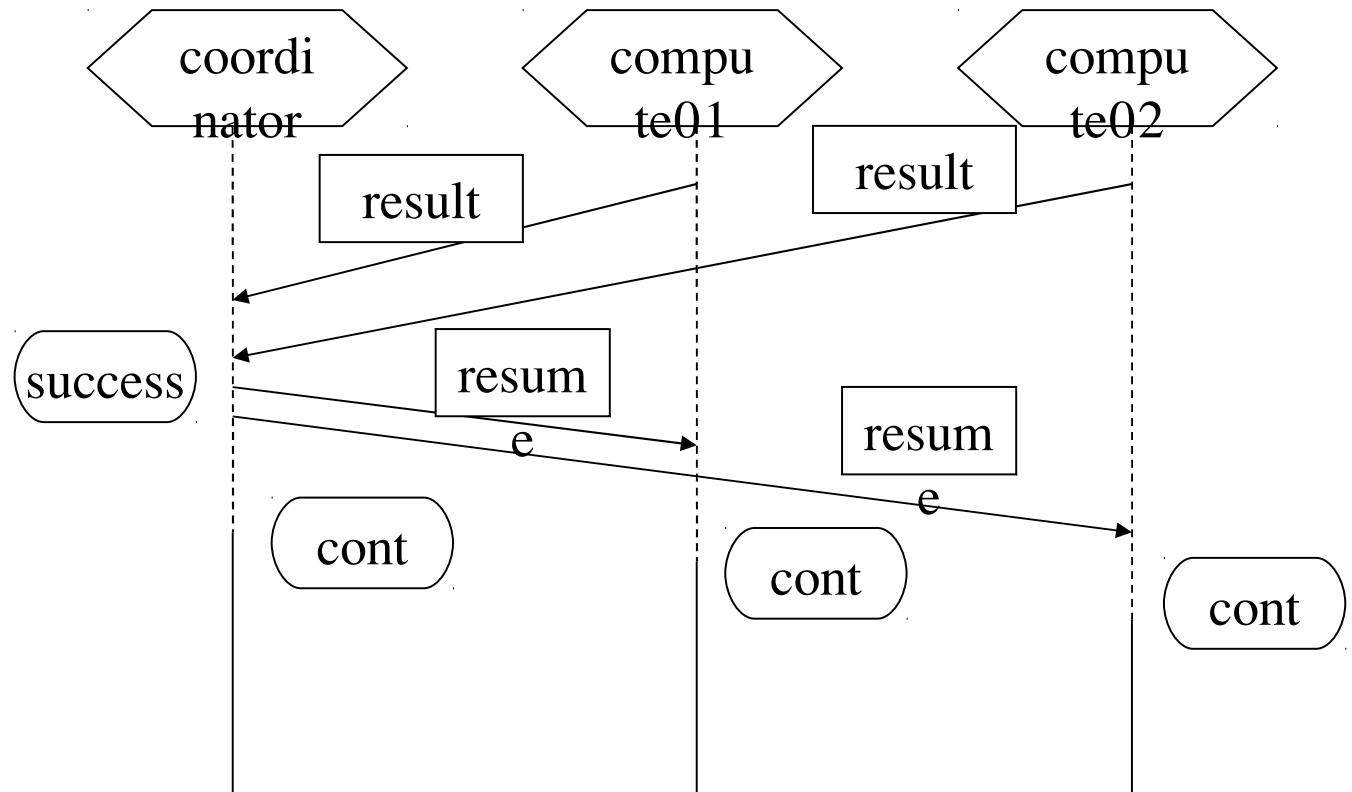 coordi
nator
compu
te01
compu
te02
result
result
success
resum
e
resum
e
cont
cont
cont